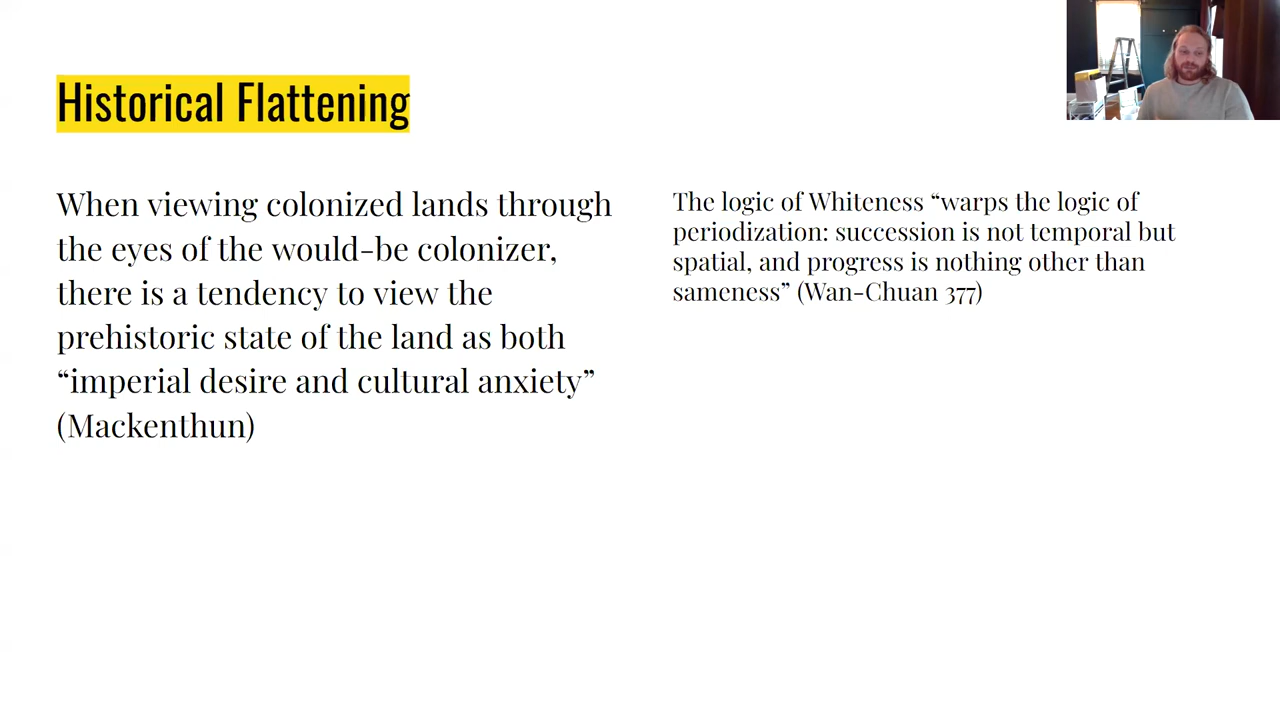 Historical Flattening
When viewing colonized lands through
the eyes of the would-be colonizer,
there is a tendency to view the
prehistoric state of the land as both
“imperial desire and cultural anxiety”
(Mackenthun)
The logic of Whiteness “warps the logic of
periodization: succession is not temporal but
spatial, and progress is nothing other than
sameness” (Wan-Chuan 377)